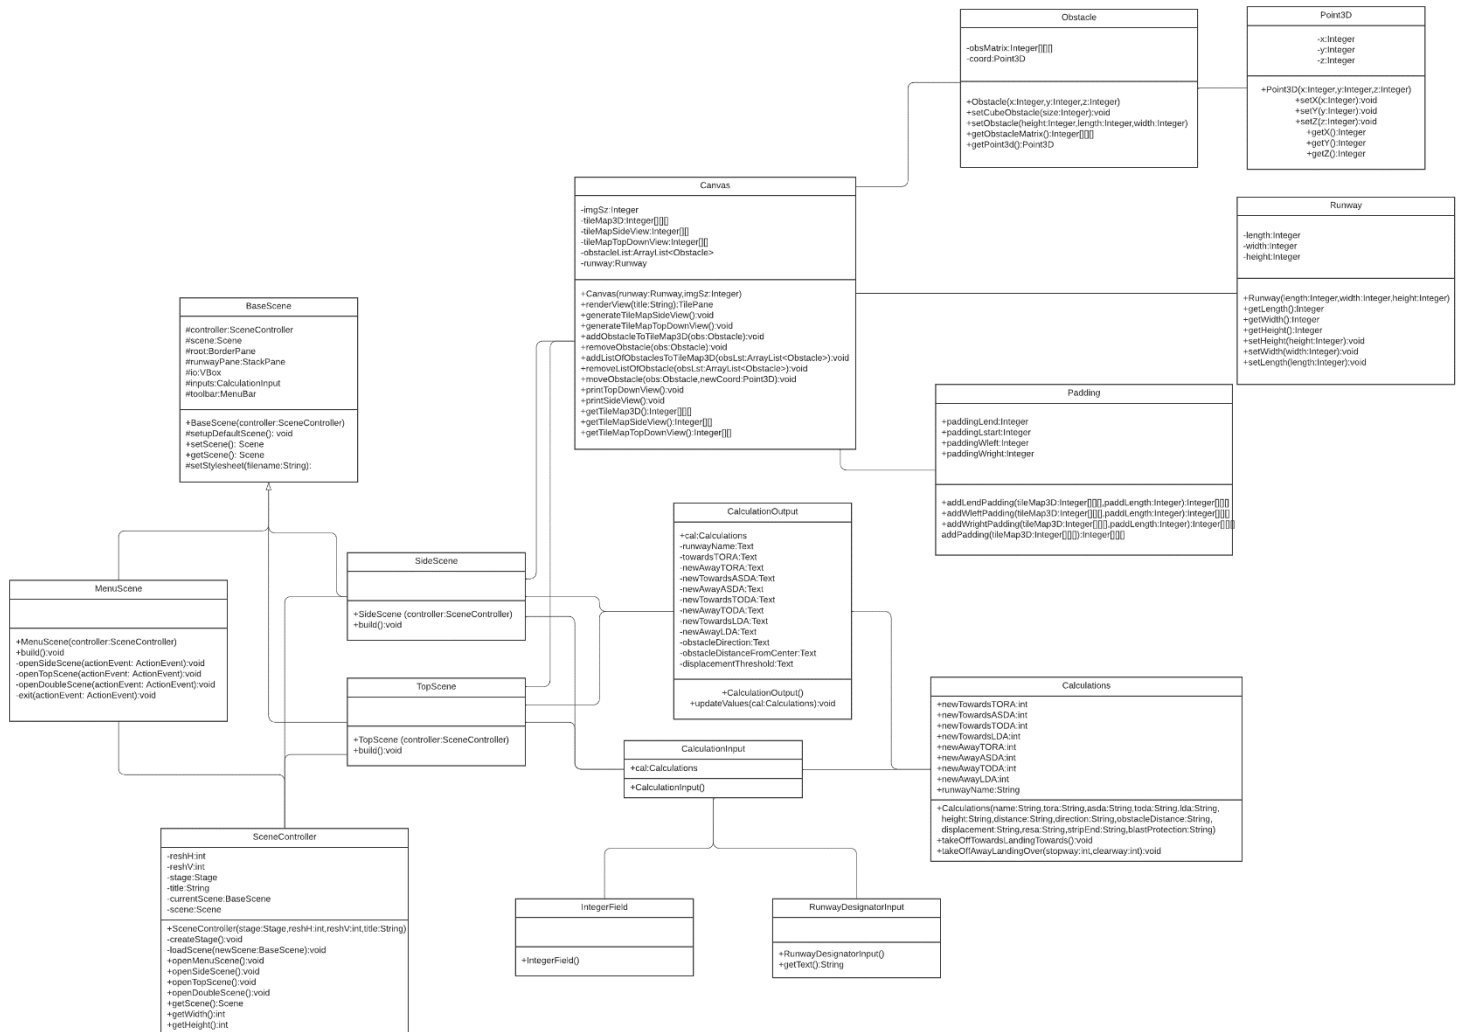 Obstacle
-obsMatrix:Integer[][][]
-coord:Point3D
+Obstacle(x:Integer,y:Integer,z:Integer)
+setCubeObstacle(size:Integer):void
+setObstacle(height:Integer,length:Integer,width:Integer)
+getObstacleMatrix():Integer[][][]
+getPoint3d():Point3D
Point3D
-x:Integer
-y:Integer
-z:Integer
+Point3D(x:Integer,y:Integer,z:Integer)
+setX(x:Integer):void
+setY(y:Integer):void
+setZ(z:Integer):void
+getX():Integer
+getY():Integer
+getZ():Integer
Canvas
-imgSz:Integer
-tileMap3D:Integer[][][]
-tileMapSideView:Integer[][]
-tileMapTopDownView:Integer[][]
-obstacleList:ArrayList<Obstacle>
-runway:Runway
+Canvas(runway:Runway,imgSz:Integer)
+renderView(title:String):TilePane
+generateTileMapSideView():void
+generateTileMapTopDownView():void
+addObstacleToTileMap3D(obs:Obstacle):void
+removeObstacle(obs:Obstacle):void
+addListOfObstaclesToTileMap3D(obsLst:ArrayList<Obstacle>):void
+removeListOfObstacle(obsLst:ArrayList<Obstacle>):void
+moveObstacle(obs:Obstacle,newCoord:Point3D):void
+printTopDownView():void
+printSideView():void
+getTileMap3D():Integer[][][]
+getTileMapSideView():Integer[][]
+getTileMapTopDownView():Integer[][]
Runway
-length:Integer
-width:Integer
-height:Integer
+Runway(length:Integer,width:Integer,height:Integer)
+getLength():Integer
+getWidth():Integer
+getHeight():Integer
+setHeight(height:Integer):void
+setWidth(width:Integer):void
+setLength(length:Integer):void
BaseScene
#controller:SceneController
#scene:Scene
#root:BorderPane
#runwayPane:StackPane
#io:VBox
#inputs:CalculationInput
#toolbar:MenuBar
+BaseScene(controller:SceneController)
#setupDefaultScene(): void
+setScene(): Scene
+getScene(): Scene
#setStylesheet(filename:String):
Padding
+paddingLend:Integer
+paddingLstart:Integer
+paddingWleft:Integer
+paddingWright:Integer
+addLendPadding(tileMap3D:Integer[][][],paddLength:Integer):Integer[][][]
+addWleftPadding(tileMap3D:Integer[][][],paddLength:Integer):Integer[][][]
+addWrightPadding(tileMap3D:Integer[][][],paddLength:Integer):Integer[][][]
addPadding(tileMap3D:Integer[][][]):Integer[][][]
CalculationOutput
+cal:Calculations
-runwayName:Text
-towardsTORA:Text
-newAwayTORA:Text
-newTowardsASDA:Text
-newAwayASDA:Text
-newTowardsTODA:Text
-newAwayTODA:Text
-newTowardsLDA:Text
-newAwayLDA:Text
-obstacleDirection:Text
-obstacleDistanceFromCenter:Text
-displacementThreshold:Text
+CalculationOutput()
+updateValues(cal:Calculations):void
SideScene
+SideScene (controller:SceneController)
+build():void
MenuScene
+MenuScene(controller:SceneController)
+build():void
-openSideScene(actionEvent: ActionEvent):void
-openTopScene(actionEvent: ActionEvent):void
-openDoubleScene(actionEvent: ActionEvent):void
-exit(actionEvent: ActionEvent):void
TopScene
+TopScene (controller:SceneController)
+build():void
Calculations
+newTowardsTORA:int
+newTowardsASDA:int
+newTowardsTODA:int
+newTowardsLDA:int
+newAwayTORA:int
+newAwayASDA:int
+newAwayTODA:int
+newAwayLDA:int
+runwayName:String
+Calculations(name:String,tora:String,asda:String,toda:String,lda:String,
height:String,distance:String,direction:String,obstacleDistance:String,
displacement:String,resa:String,stripEnd:String,blastProtection:String)
+takeOffTowardsLandingTowards():void
+takeOffAwayLandingOver(stopway:int,clearway:int):void
CalculationInput
+cal:Calculations
+CalculationInput()
SceneController
-reshH:int
-reshV:int
-stage:Stage
-title:String
-currentScene:BaseScene
-scene:Scene
+SceneController(stage:Stage,reshH:int,reshV:int,title:String)
-createStage():void
-loadScene(newScene:BaseScene):void
+openMenuScene():void
+openSideScene():void
+openTopScene():void
+openDoubleScene():void
+getScene:Scene
+getWidth():int
+getHeight():int
IntegerField
+IntegerField()
RunwayDesignatorInput
+RunwayDesignatorInput()
+getText():String